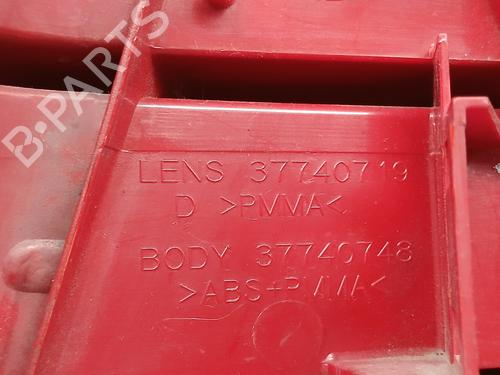 B-PARTS
LENS 37740719
D >PMMA<
BODY 37740748
>ABS+PMMA<